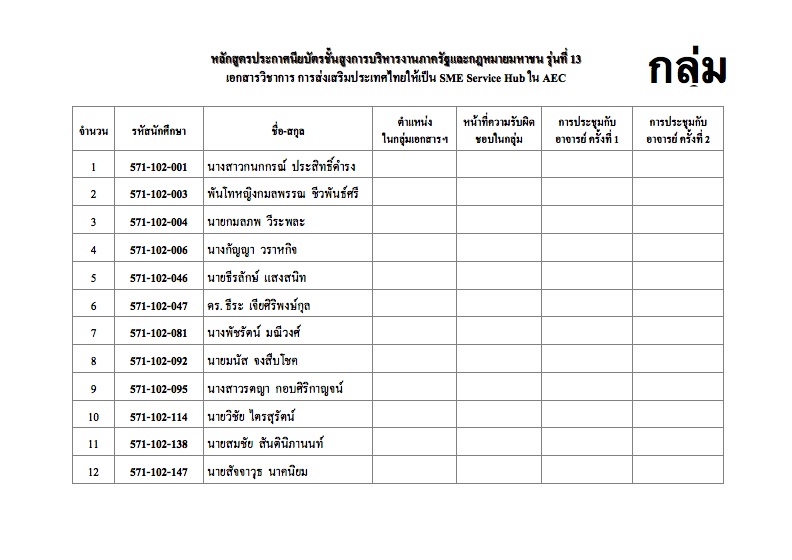 หลักสูตรประกาศนียบัตรชั้นสูงการบริหารงานภาครัฐและกฎหมายมหาชน รุ่นที่ 13
กลุ่ม
เอกสารวิชาการ การส่งเสริมประเทศไทยให้เป็น SME Service Hub ใน AEC
จำนวน รหัสนักศึกษา ชื่อ-สกุล ตำแหน่ง ในกลุ่มเอกสารฯ หน้าที่ความรับผิด ชอบในกลุ่ม การประชุมกับ อาจารย์ ครั้งที่ 1 การประชุมกับ อาจารย์ ครั้งที่ 2
1 571-102-001 นางสาวกนกกรณ์ ประสิทธิ์ดำรง
2 571-102-003 พันโทหญิงกมลพรรณ ชีวพันธ์ศรี
3 571-102-004 นายกมลภพ วีระพละ
4 571-102-006 นางกัญญา วราหกิจ
5 571-102-046 นายธีรลักษ์ แสงสนิท
6 571-102-047 ดร. ธีระ เจียศิริพงษ์กุล
7 571-102-081 นางพัชรัตน์ มณีวงศ์
8 571-102-092 นายมนัส จงสืบโชค
9 571-102-095 นางสาวรตญา กอบศิริกาญจน์
10 571-102-114 นายวิชัย ไตรสุรัตน์
11 571-102-138 นายสมชัย สันตินิภานนท์
12 571-102-147 นายสัจจาวุธ นาคนิยม